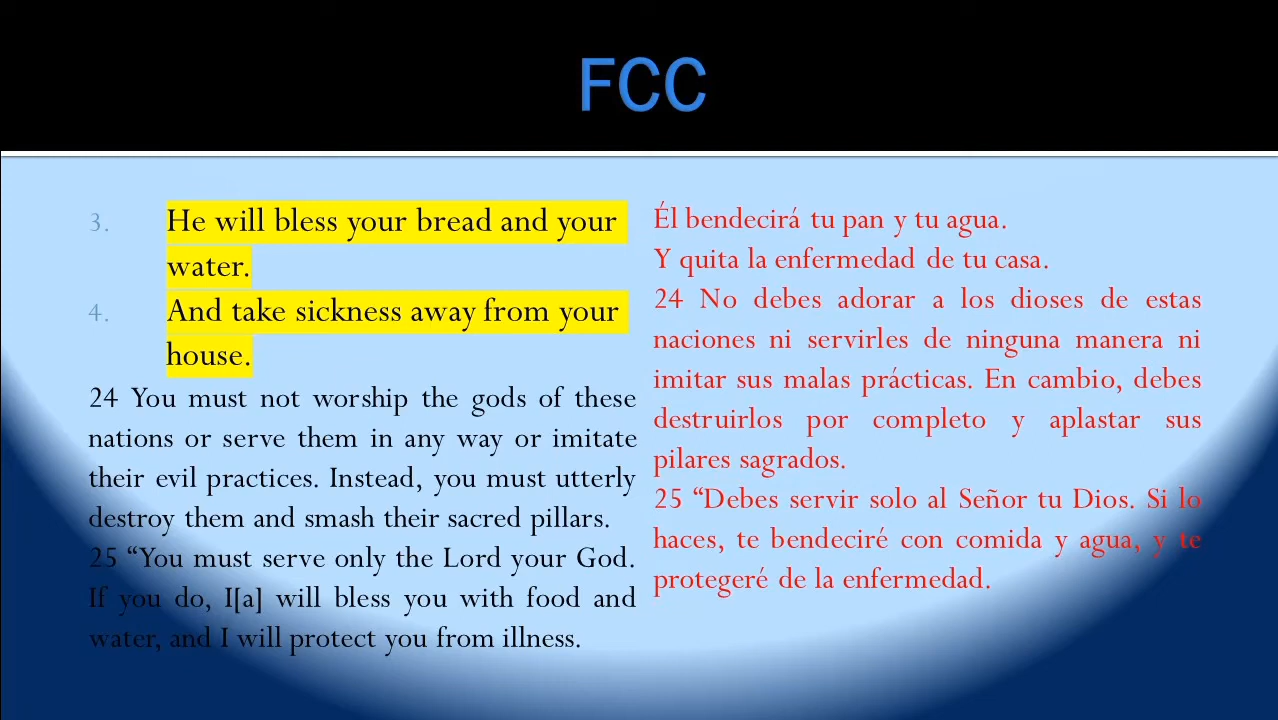 FCC
3. He will bless your bread and your
water.
4. And take sickness away from your
house.
24 You must not worship the gods of these
nations or serve them in any way or imitate
their evil practices. Instead, you must utterly
destroy them and smash their sacred pillars.
25 “You must serve only the Lord your God.
If you do, I[a] will bless you with food and
water, and I will protect you from illness.
Él bendecirá tu pan y tu agua.
Y quita la enfermedad de tu casa.
24 No debes adorar a los dioses de estas
naciones ni servirles de ninguna manera ni
imitar sus malas prácticas. En cambio, debes
destruirlos por completo y aplastar sus
pilares sagrados.
25 “Debes servir solo al Señor tu Dios. Si lo
haces, te bendeciré con comida y agua, y te
protegeré de la enfermedad.